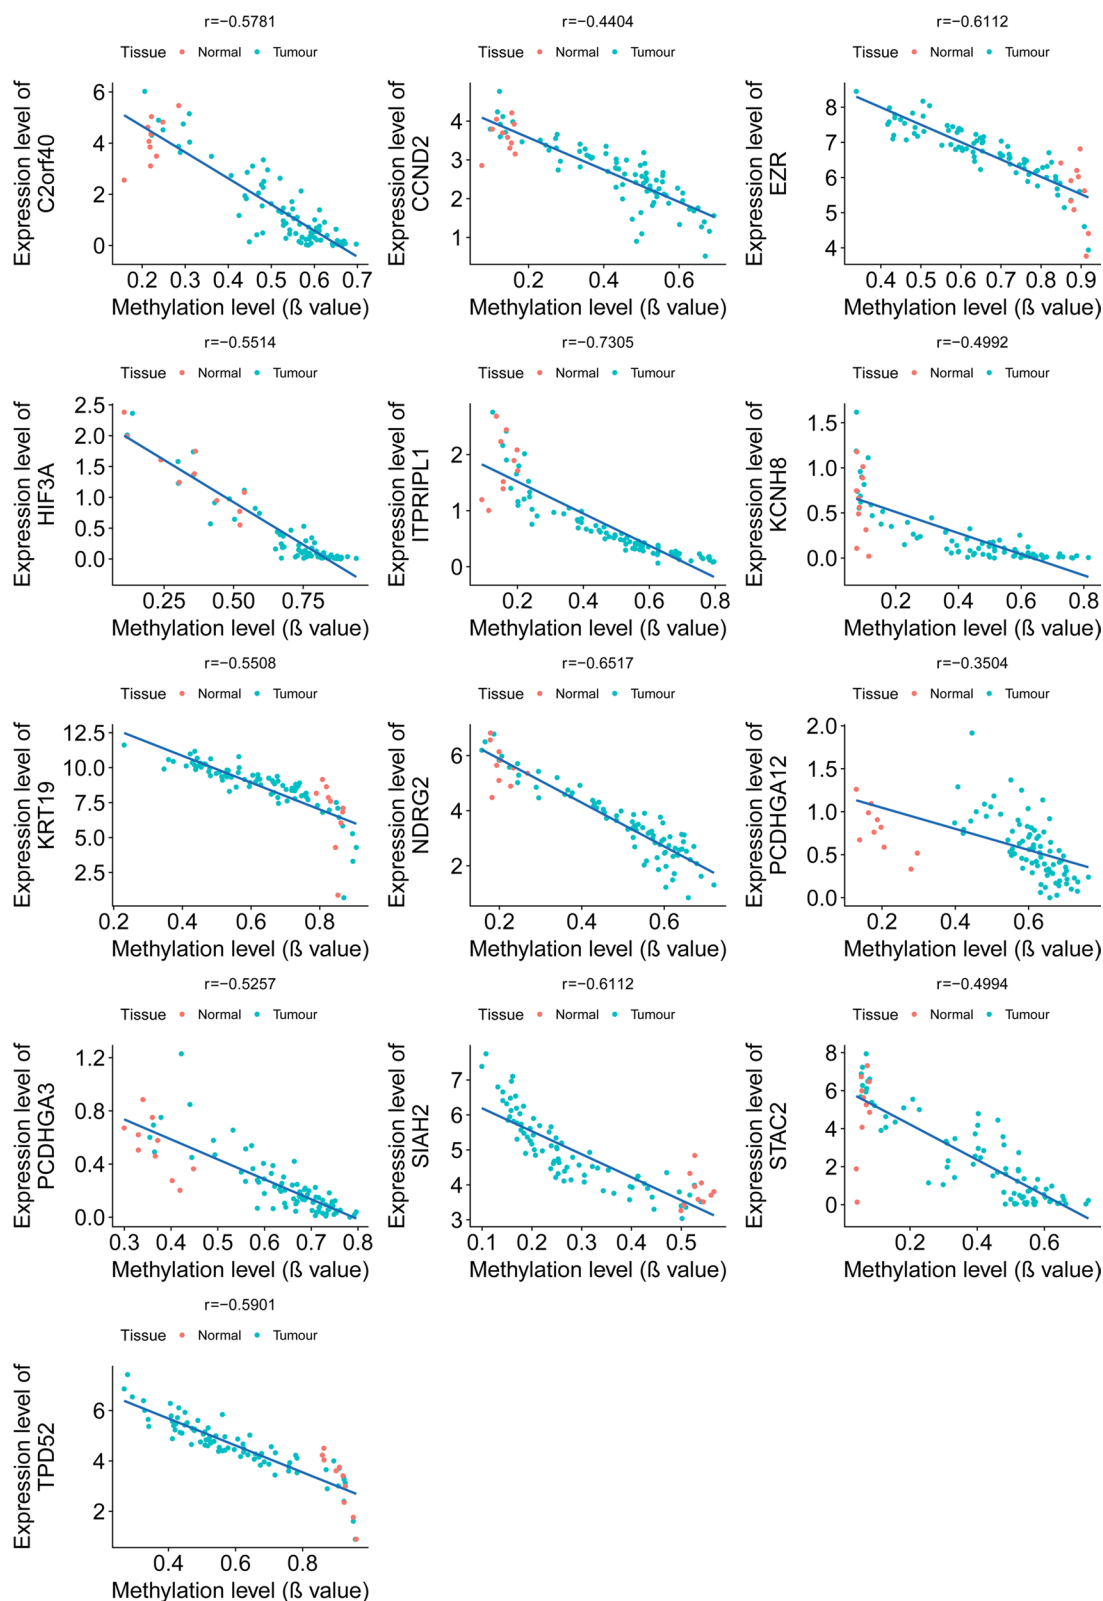 r=−0.5781
Tissue Normal Tumour
Expression level of
C2orf40
6
4
2
0
0.2 0.3 0.4 0.5 0.6 0.7
Methylation level (ß value)
r=−0.4404
Tissue Normal Tumour
Expression level of
CCND2
4
3
2
1
0.2 0.4 0.6
Methylation level (ß value)
r=−0.6112
Tissue Normal Tumour
Expression level of
EZR
8
7
6
5
4
0.4 0.5 0.6 0.7 0.8 0.9
Methylation level (ß value)
r=−0.5514
Tissue Normal Tumour
Expression level of
HIF3A
2.5
2.0
1.5
1.0
0.5
0.0
0.25 0.50 0.75
Methylation level (ß value)
r=−0.7305
Tissue Normal Tumour
Expression level of
ITPRIPL1
2
1
0
0.2 0.4 0.6 0.8
Methylation level (ß value)
r=−0.4992
Tissue Normal Tumour
Expression level of
KCNH8
1.5
1.0
0.5
0.0
0.2 0.4 0.6 0.8
Methylation level (ß value)
r=−0.5508
Tissue Normal Tumour
Expression level of
KRT19
12.5
10.0
7.5
5.0
2.5
0.2 0.4 0.6 0.8
Methylation level (ß value)
r=−0.6517
Tissue Normal Tumour
Expression level of
NDRG2
6
4
2
0.2 0.4 0.6
Methylation level (ß value)
r=−0.3504
Tissue Normal Tumour
Expression level of
PCDHGA12
2.0
1.5
1.0
0.5
0.0
0.2 0.4 0.6
Methylation level (ß value)
r=−0.5257
Tissue Normal Tumour
Expression level of
PCDHGA3
1.2
0.8
0.4
0.0
0.3 0.4 0.5 0.6 0.7 0.8
Methylation level (ß value)
r=−0.6112
Tissue Normal Tumour
Expression level of
SIAH2
7
6
5
4
3
0.1 0.2 0.3 0.4 0.5
Methylation level (ß value)
r=−0.4994
Tissue Normal Tumour
Expression level of
STAC2
8
6
4
2
0
0.2 0.4 0.6
Methylation level (ß value)
r=−0.5901
Tissue Normal Tumour
Expression level of
TPD52
6
4
2
0.4 0.6 0.8
Methylation level (ß value)